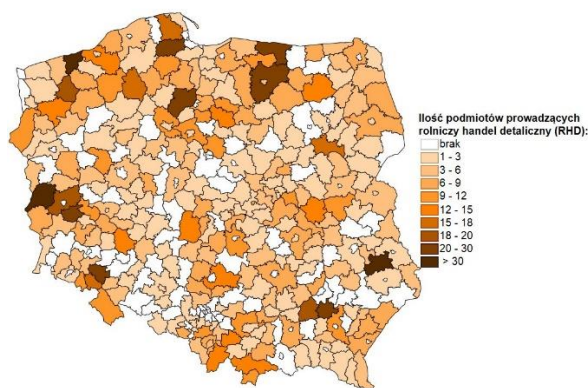 Ilość podmiotów prowadzących
rolniczy handel detaliczny (RHD):
brak
1 - 3
3 - 6
6 - 9
9 - 12
12 - 15
15 - 18
18 - 20
20 - 30
> 30